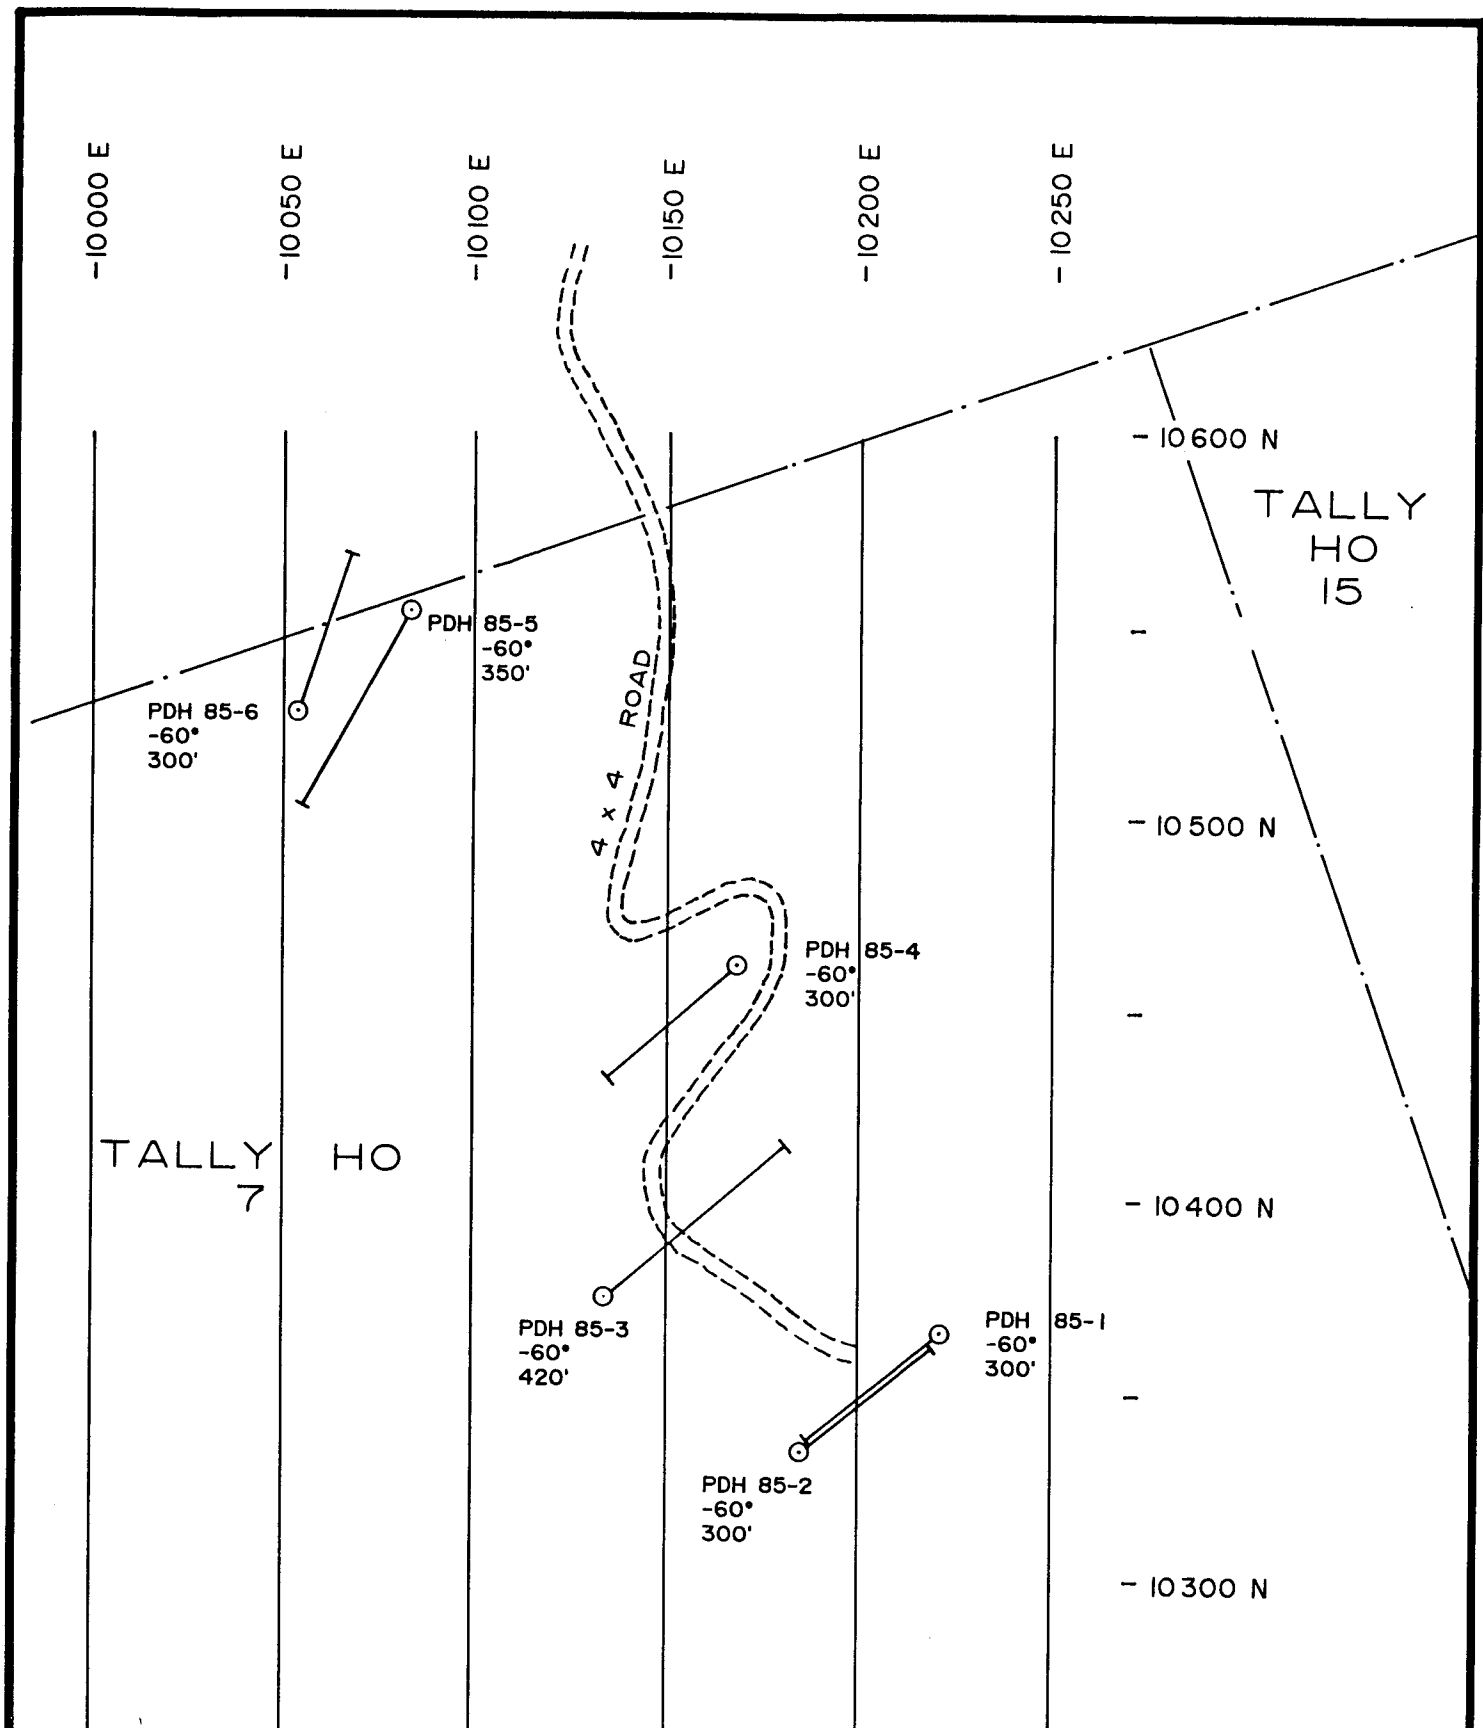 -10000 E
-10050 E
-10100 E
-10150 E
-10200 E
-10250 E
- 10600 N
TALLY
HO
15
PDH 85-5
-60°
350'
PDH 85-6
-60°
300'
4 x 4 ROAD
- 10500 N
PDH 85-4
-60°
300'
TALLY HO
7
- 10400 N
PDH 85-3
-60°
420'
PDH 85-1
-60°
300'
PDH 85-2
-60°
300'
- 10300 N